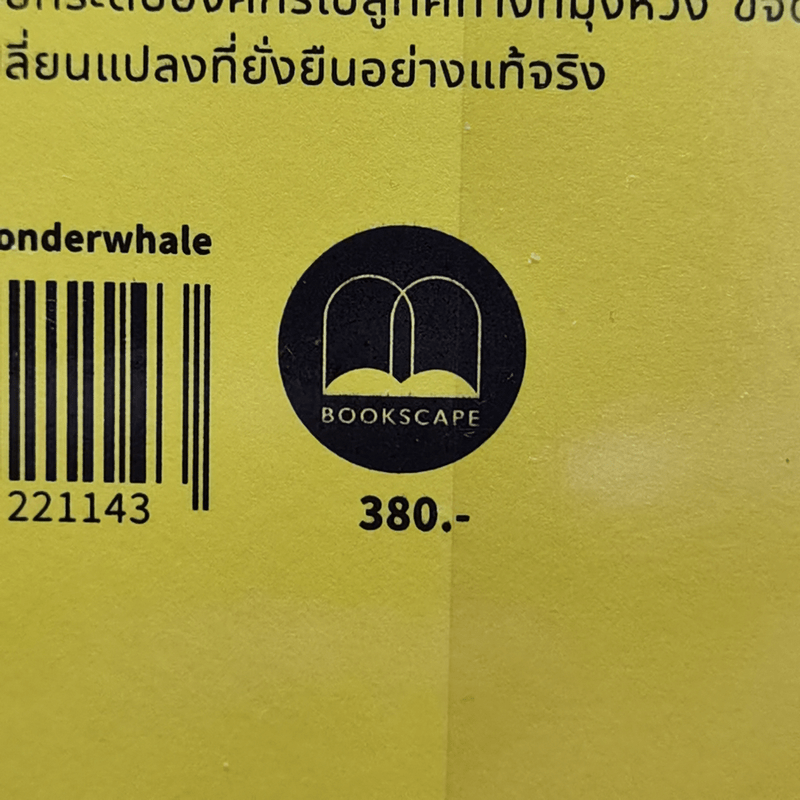 ลี่ยนแปลงที่ยั่งยืนอย่างแท้จริง
onderwhale
BOOKSCAPE
221143
380.-